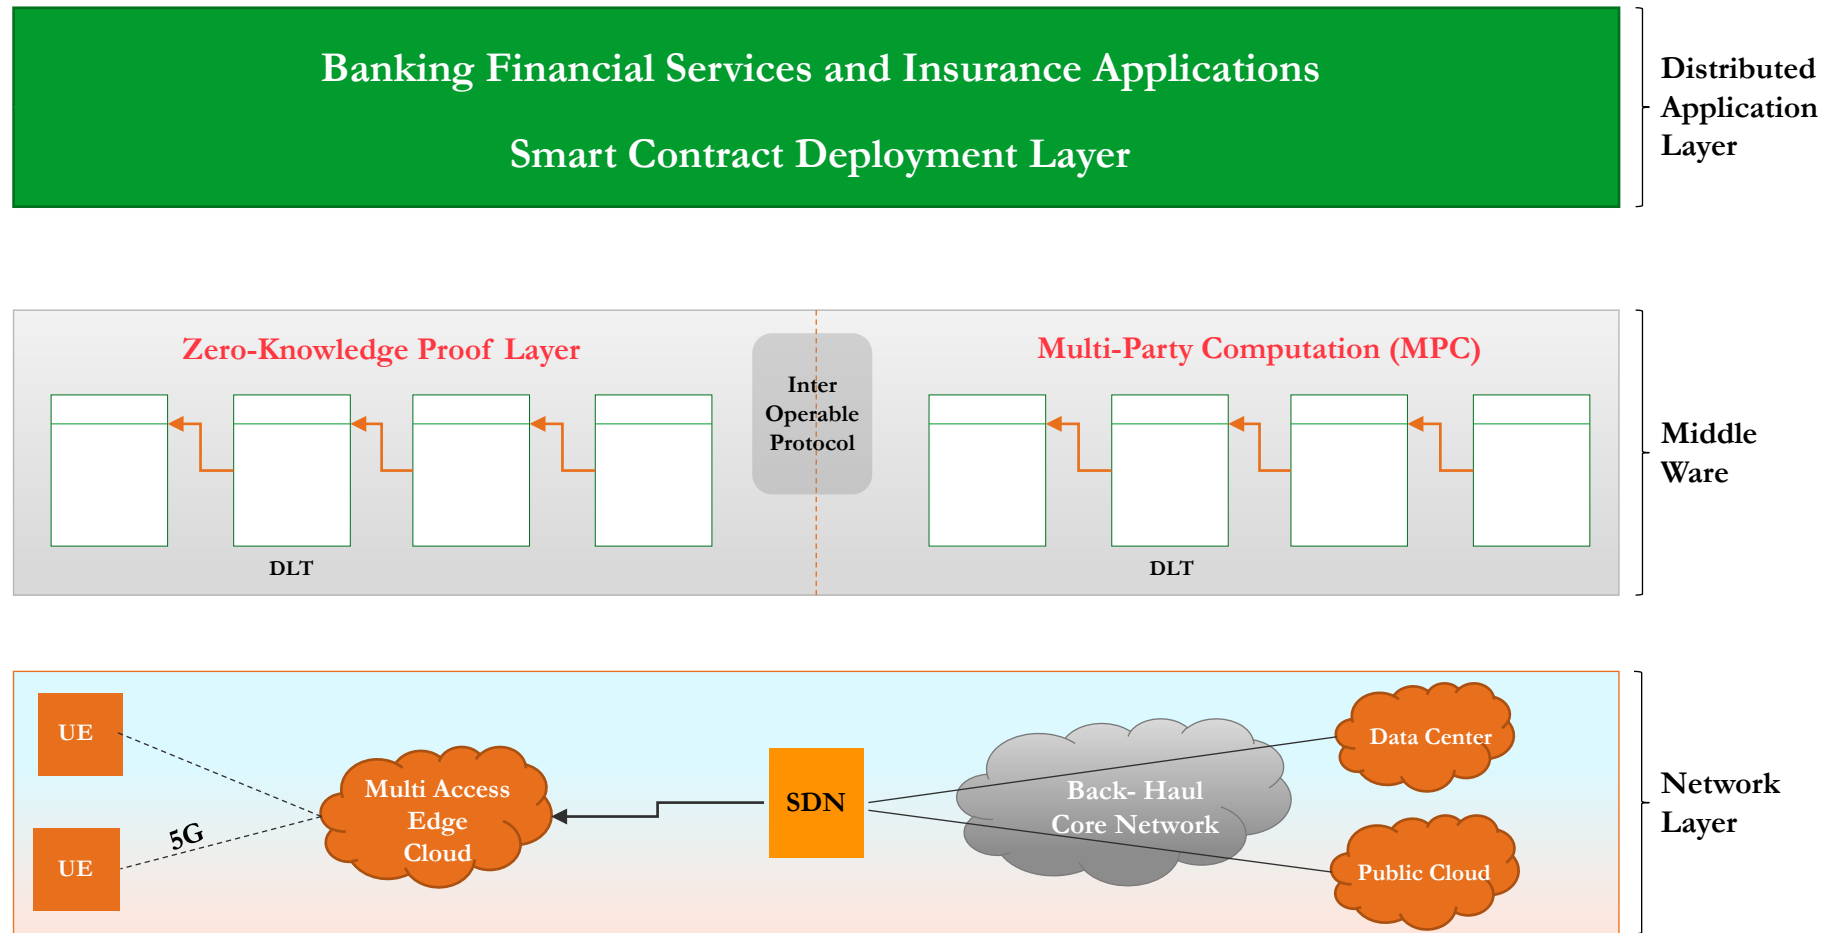 Banking Financial Services and Insurance Applications
Smart Contract Deployment Layer
Distributed
Application
Layer
Zero-Knowledge Proof Layer
Inter
Operable
Protocol
Multi-Party Computation (MPC)
DLT
DLT
Middle
Ware
UE
UE
5G
Multi Access
Edge
Cloud
SDN
Back- Haul
Core Network
Data Center
Public Cloud
Network
Layer